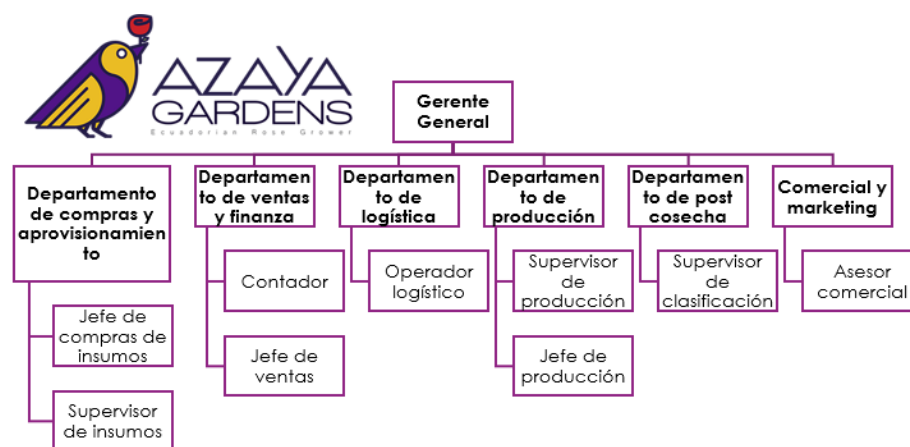 AZAYA
GARDENS
Ecuadorian Rose Grower
Gerente
General
Departamento
de compras y
aprovisionamien
to
Departamen
to de ventas
y finanza
Departamen
to de
logística
Departamen
to de
producción
Departamen
to de post
cosecha
Comercial y
marketing
Jefe de
compras de
insumos
Supervisor
de insumos
Contador
Jefe de
ventas
Operador
logístico
Supervisor
de
producción
Jefe de
producción
Supervisor
de
clasificación
Asesor
comercial